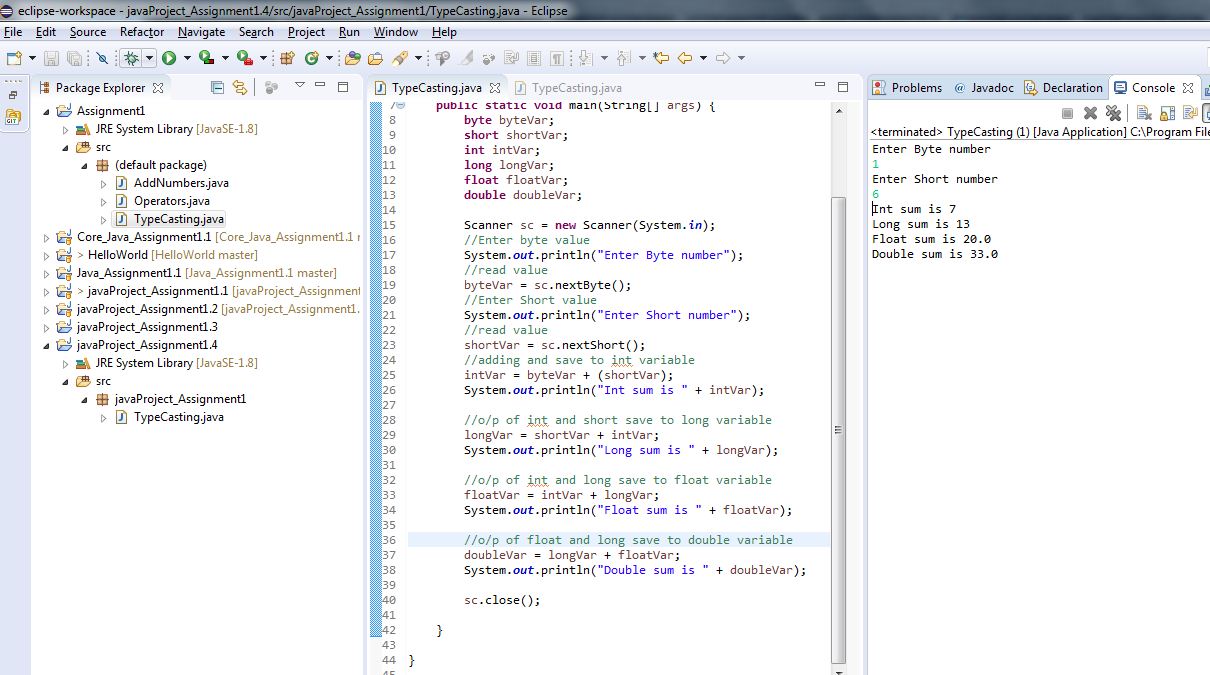 eclipse-workspace - javaProject_Assignment1.4/src/javaProject_Assignment1/TypeCasting.java - Eclipse
File Edit Source Refactor Navigate Search Project Run Window Help
Package Explorer
Assignment1
JRE System Library [JavaSE-1.8]
src
(default package)
AddNumbers.java
Operators.java
TypeCasting.java
Core_Java_Assignment1.1 [Core_Java_Assignment1.1 r
> HelloWorld [HelloWorld master]
Java_Assignment1.1 [Java_Assignment1.1 master]
> javaProject_Assignment1.1 [javaProject_Assignment
javaProject_Assignment1.2 [javaProject_Assignment1.
javaProject_Assignment1.3
javaProject_Assignment1.4
JRE System Library [JavaSE-1.8]
src
javaProject_Assignment1
TypeCasting.java
TypeCasting.java TypeCasting.java
7 public static void main(String[] args) {
8 byte byteVar;
9 short shortVar;
10 int intVar;
11 long longVar;
12 float floatVar;
13 double doubleVar;
14
15 Scanner sc = new Scanner(System.in);
16 //Enter byte value
17 System.out.println("Enter Byte number");
18 //read value
19 byteVar = sc.nextByte();
20 //Enter Short value
21 System.out.println("Enter Short number");
22 //read value
23 shortVar = sc.nextShort();
24 //adding and save to int variable
25 intVar = byteVar + (shortVar);
26 System.out.println("Int sum is " + intVar);
27
28 //o/p of int and short save to long variable
29 longVar = shortVar + intVar;
30 System.out.println("Long sum is " + longVar);
31
32 //o/p of int and long save to float variable
33 floatVar = intVar + longVar;
34 System.out.println("Float sum is " + floatVar);
35
36 //o/p of float and long save to double variable
37 doubleVar = longVar + floatVar;
38 System.out.println("Double sum is " + doubleVar);
39
40 sc.close();
41
42 }
43
44 }
45
Problems @ Javadoc Declaration Console
<terminated> TypeCasting (1) [Java Application] C:\Program File
Enter Byte number
1
Enter Short number
6
Int sum is 7
Long sum is 13
Float sum is 20.0
Double sum is 33.0
GIT